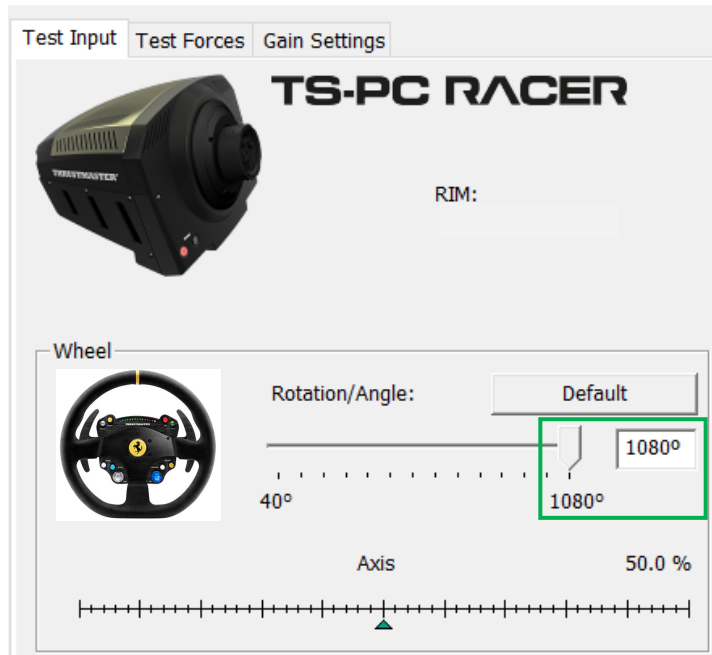 Test Input Test Forces Gain Settings
TS-PC RACER
THRUSTMASTER
RIM:
Wheel
Rotation/Angle: Default
1080º
40º 1080º
Axis 50.0 %